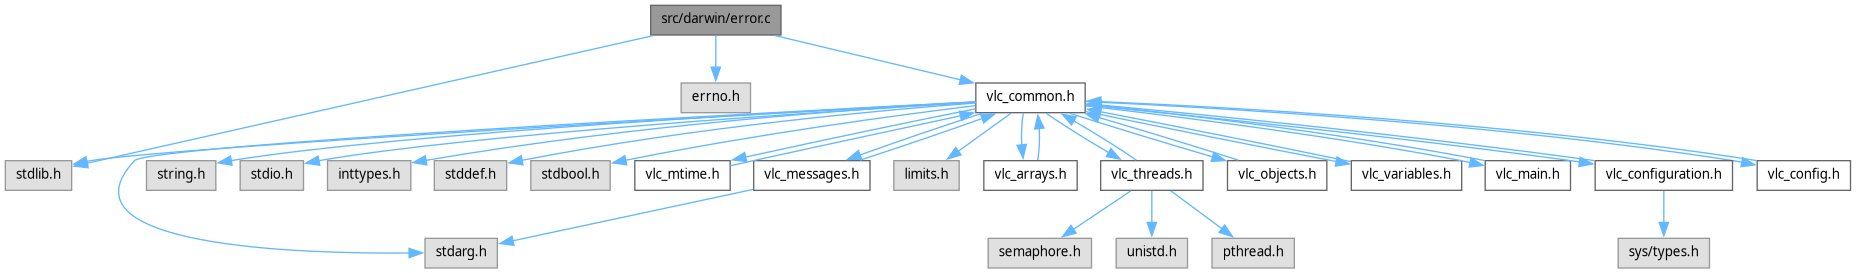 src/darwin/error.c
errno.h
vlc_common.h
stdlib.h
string.h
stdio.h
inttypes.h
stddef.h
stdbool.h
vlc_mtime.h
vlc_messages.h
limits.h
vlc_arrays.h
vlc_threads.h
vlc_objects.h
vlc_variables.h
vlc_main.h
vlc_configuration.h
vlc_config.h
stdarg.h
semaphore.h
unistd.h
pthread.h
sys/types.h